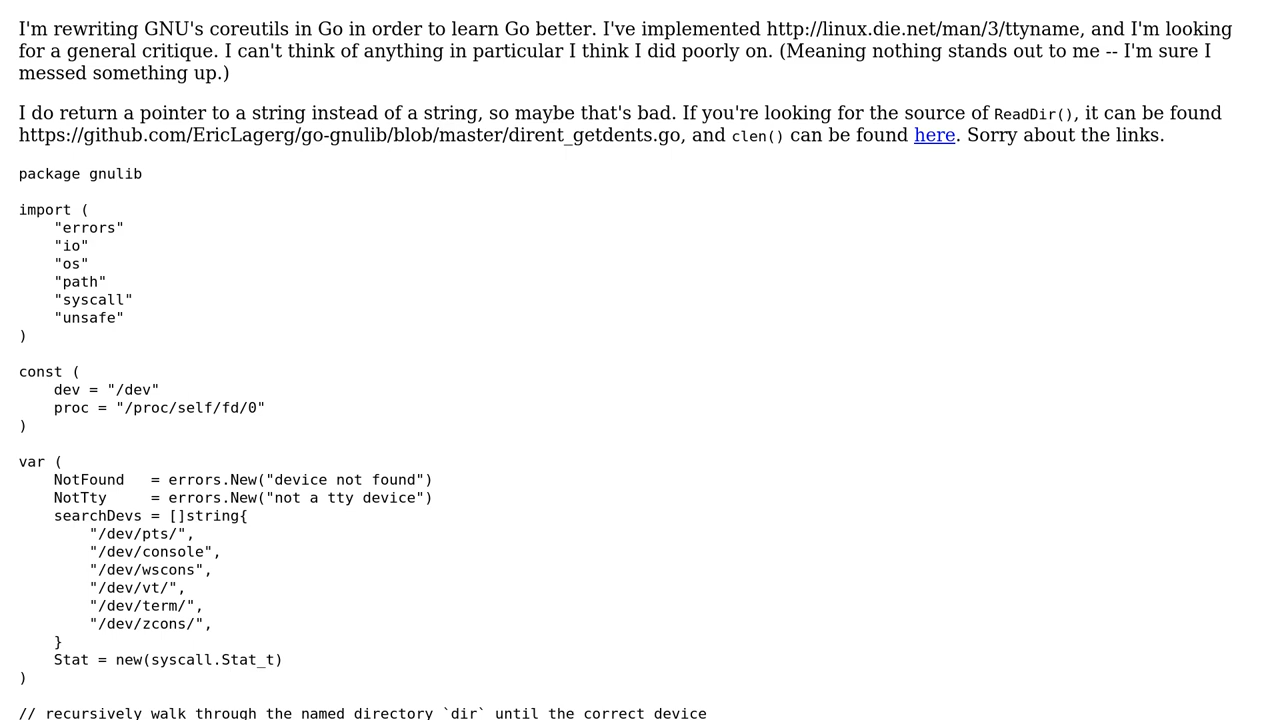 I'm rewriting GNU's coreutils in Go in order to learn Go better. I've implemented http://linux.die.net/man/3/ttyname, and I'm looking
for a general critique. I can't think of anything in particular I think I did poorly on. (Meaning nothing stands out to me -- I'm sure I
messed something up.)
I do return a pointer to a string instead of a string, so maybe that's bad. If you're looking for the source of ReadDir(), it can be found
https://github.com/EricLagerg/go-gnulib/blob/master/dirent_getdents.go, and clen() can be found here. Sorry about the links.
package gnulib
import (
    "errors"
    "io"
    "os"
    "path"
    "syscall"
    "unsafe"
)
const (
    dev = "/dev"
    proc = "/proc/self/fd/0"
)
var (
    NotFound   = errors.New("device not found")
    NotTty     = errors.New("not a tty device")
    searchDevs = []string{
        "/dev/pts/",
        "/dev/console",
        "/dev/wscons",
        "/dev/vt/",
        "/dev/term/",
        "/dev/zcons/",
    }
    Stat = new(syscall.Stat_t)
)
// recursively walk through the named directory `dir` until the correct device